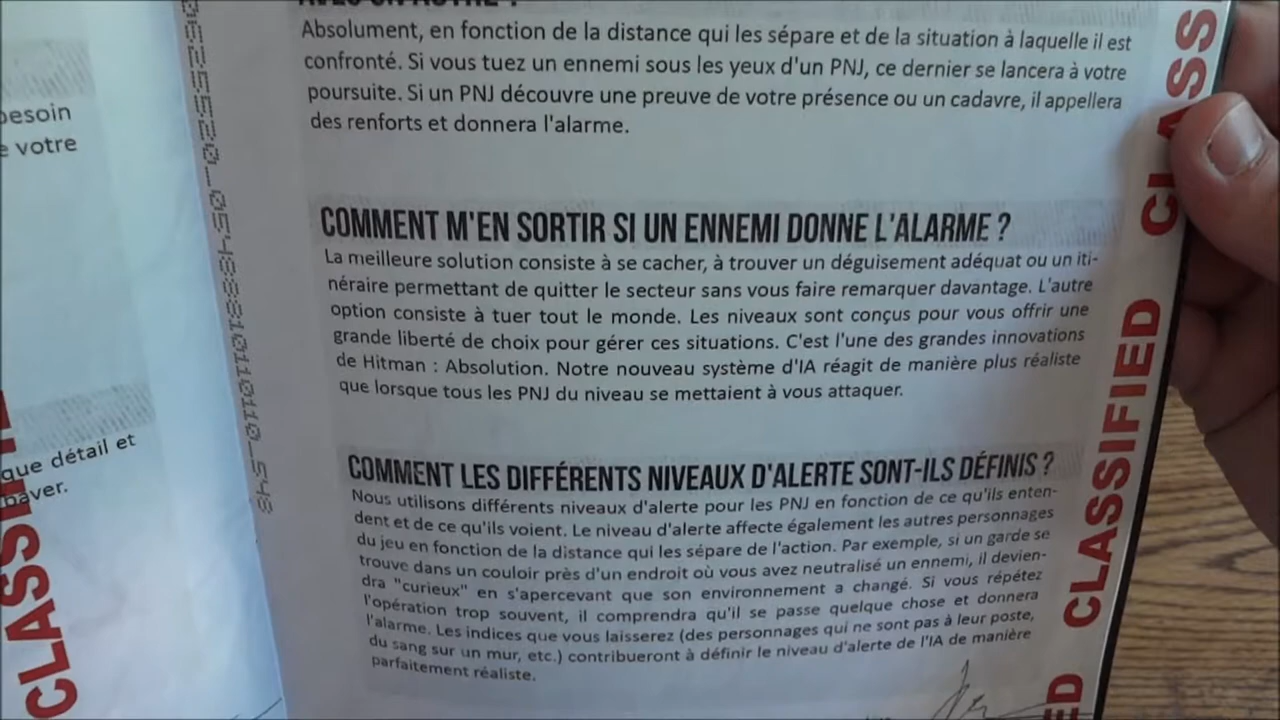 besoin
e votre
que détail et
baver.
CLASSIFIE
AVEC UN AUTRE ?
Absolument, en fonction de la distance qui les sépare et de la situation à laquelle il est
confronté. Si vous tuez un ennemi sous les yeux d'un PNJ, ce dernier se lancera à votre
poursuite. Si un PNJ découvre une preuve de votre présence ou un cadavre, il appellera
des renforts et donnera l'alarme.
COMMENT M'EN SORTIR SI UN ENNEMI DONNE L'ALARME ?
La meilleure solution consiste à se cacher, à trouver un déguisement adéquat ou un iti-
néraire permettant de quitter le secteur sans vous faire remarquer davantage. L'autre
option consiste à tuer tout le monde. Les niveaux sont conçus pour vous offrir une
grande liberté de choix pour gérer ces situations. C'est l'une des grandes innovations
de Hitman : Absolution. Notre nouveau système d'IA réagit de manière plus réaliste
que lorsque tous les PNJ du niveau se mettaient à vous attaquer.
COMMENT LES DIFFÉRENTS NIVEAUX D'ALERTE SONT-ILS DÉFINIS ?
Nous utilisons différents niveaux d'alerte pour les PNJ en fonction de ce qu'ils enten-
dent et de ce qu'ils voient. Le niveau d'alerte affecte également les autres personnages
du jeu en fonction de la distance qui les sépare de l'action. Par exemple, si un garde se
trouve dans un couloir près d'un endroit où vous avez neutralisé un ennemi, il devien-
dra "curieux" en s'apercevant que son environnement a changé. Si vous répétez
l'opération trop souvent, il comprendra qu'il se passe quelque chose et donnera
l'alarme. Les indices que vous laisserez (des personnages qui ne sont pas à leur poste,
du sang sur un mur, etc.) contribueront à définir le niveau d'alerte de l'IA de manière
parfaitement réaliste.
CLASS
CLASSIFIED
ED